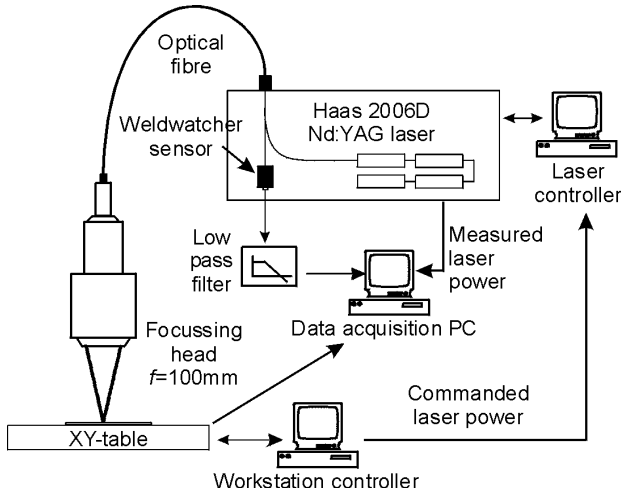 Optical
fibre
Haas 2006D
Nd:YAG laser
Weldwatcher
sensor
Laser
controller
Low
pass
filter
Measured
laser
power
Data acquisition PC
Focussing
head
f=100mm
Commanded
laser power
XY-table
Workstation controller